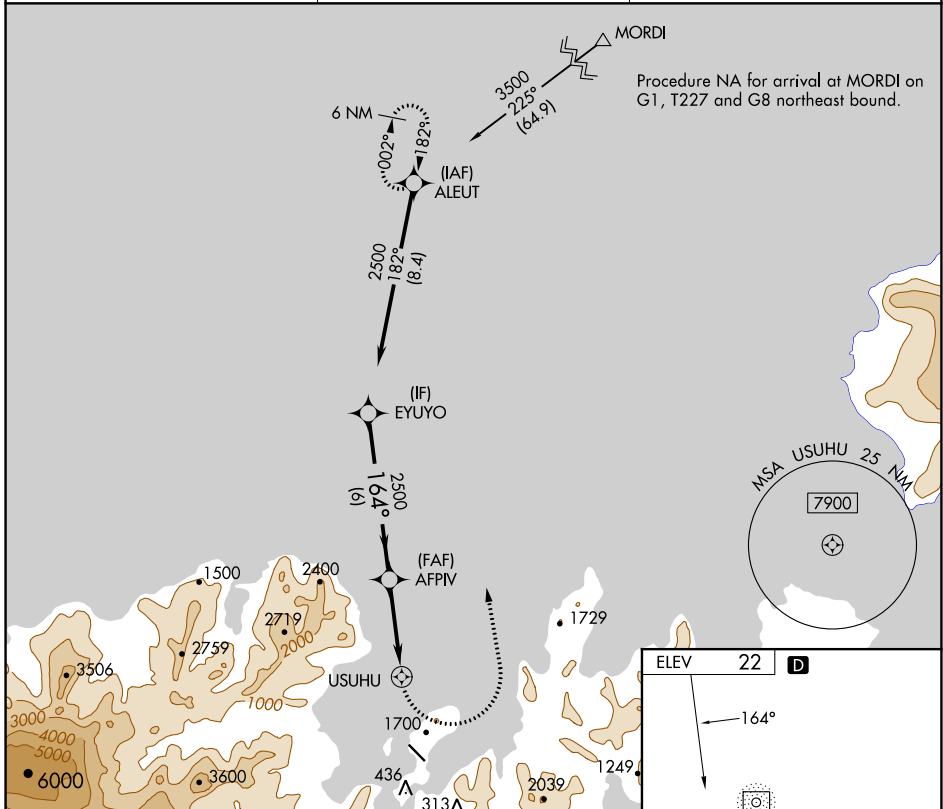 MORDI
3500
225°
(64.9)
Procedure NA for arrival at MORDI on
G1, T227 and G8 northeast bound.
6 NM
002°
182°
(IAF)
ALEUT
2500
182°
(8.4)
(IF)
EYUYO
2500
164°
(6)
MSA USUHU 25 NM
7900
(FAF)
AFPIV
1500
2400
2719
2000
2759
1729
3506
USUHU
1000
3000
4000
5000
6000
3600
1700
436
313
2039
1249
ELEV 22 D
164°